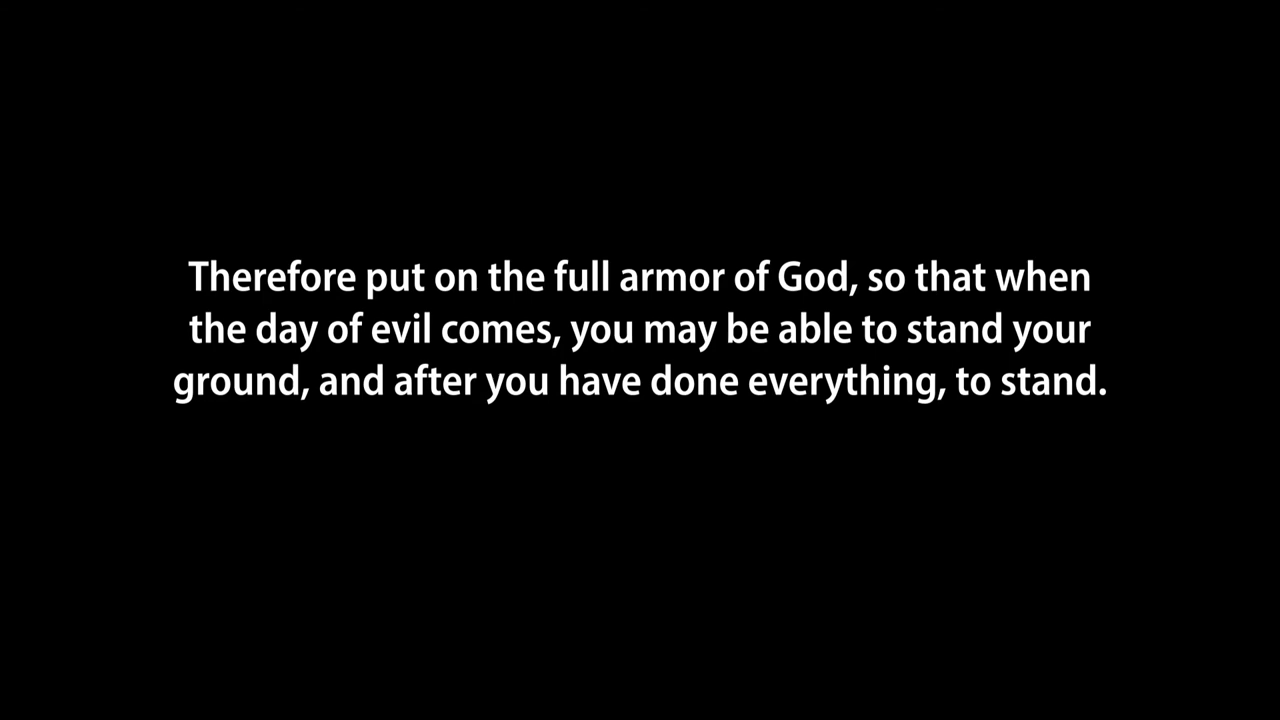 Therefore put on the full armor of God, so that when
the day of evil comes, you may be able to stand your
ground, and after you have done everything, to stand.